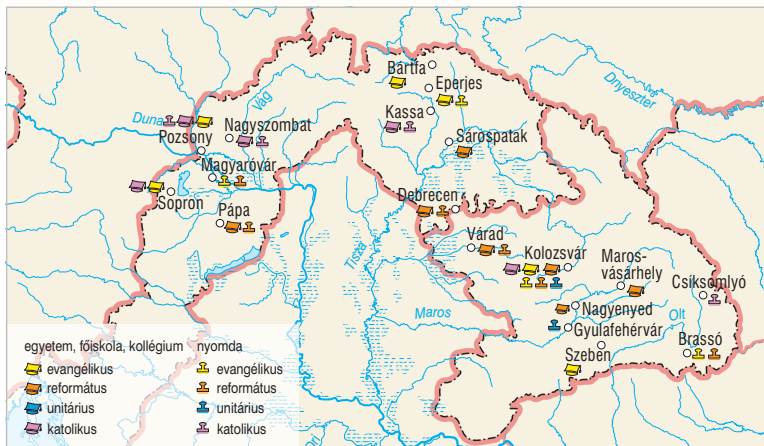 Bártfa
Eperjes
Kassa
Sárospatak
Dnyeszter
Duna
Vág
Pozsony
Nagyszombat
Magyaróvár
Sopron
Pápa
Debrecen
Tisza
Várad
Kolozsvár
Maros-
vásárhely
Csíksomlyó
Maros
Nagyenyed
Gyulafehérvár
Olt
Szeben
Brassó
egyetem, főiskola, kollégium
nyomda
evangélikus
evangélikus
református
református
unitárius
unitárius
katolikus
katolikus